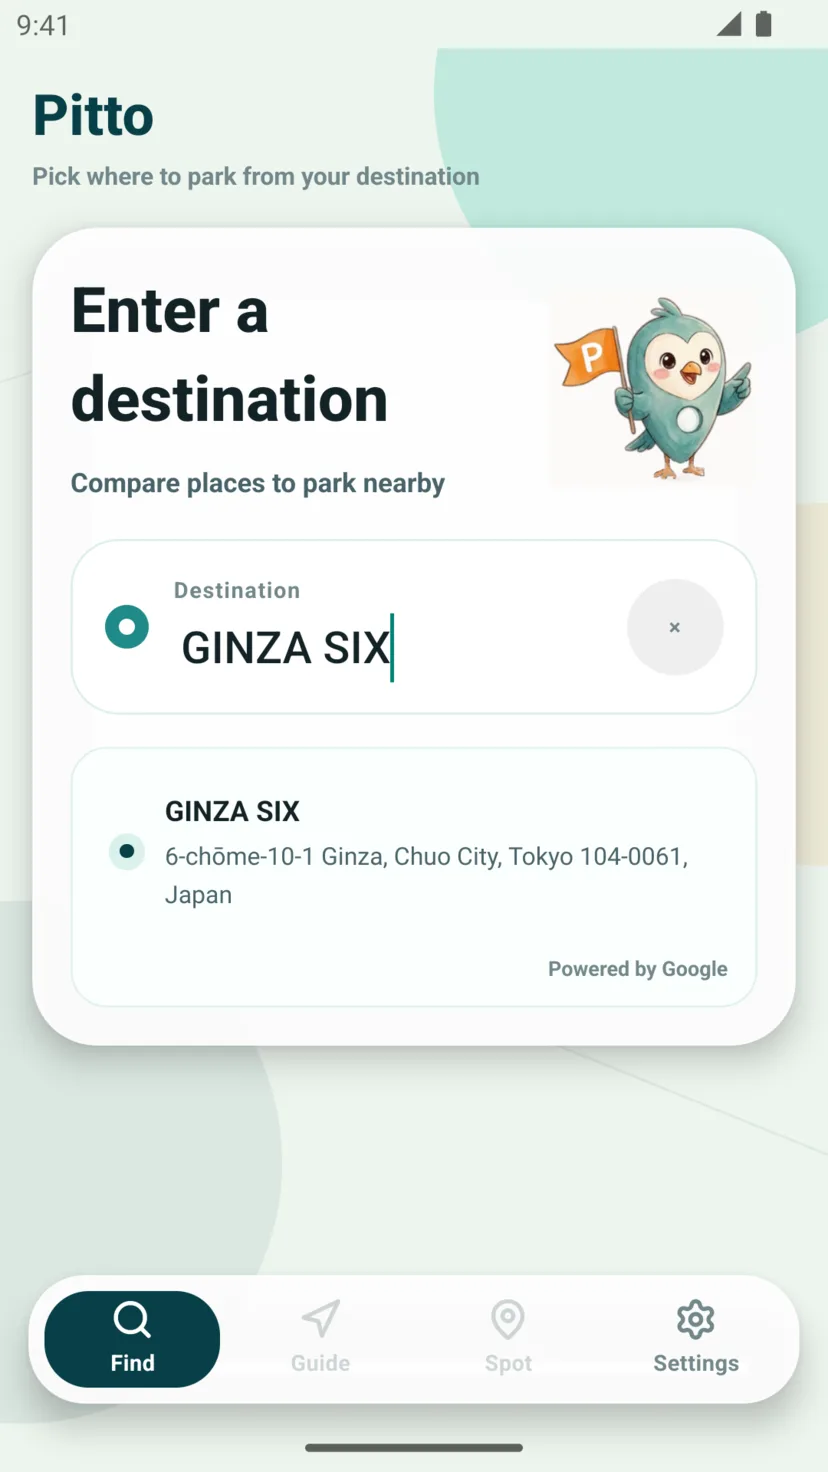 9:41
Pitto
Pick where to park from your destination
Enter a
destination
P
Compare places to park nearby
Destination
GINZA SIX
×
GINZA SIX
6-chōme-10-1 Ginza, Chuo City, Tokyo 104-0061,
Japan
Powered by Google
Find
Guide
Spot
Settings